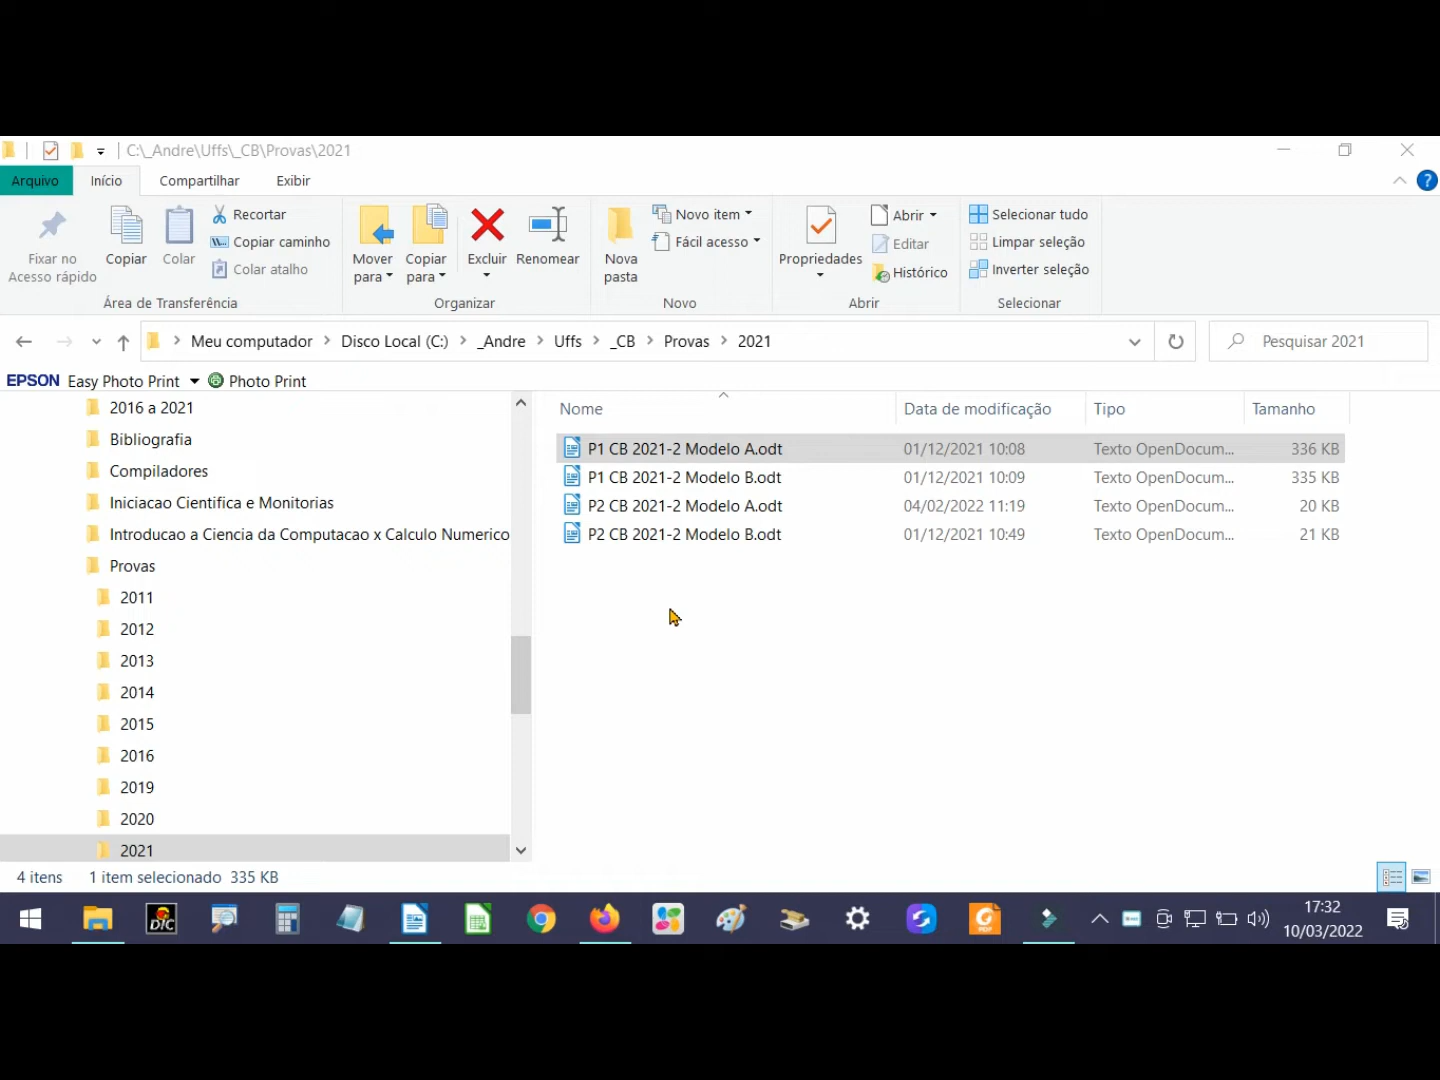 C:\_Andre\Uffs\_CB\Provas\2021
Arquivo Início Compartilhar Exibir ?
Fixar no Acesso rápido
Copiar
Colar
Recortar
Copiar caminho
Colar atalho
Área de Transferência
Mover para
Copiar para
Excluir
Renomear
Organizar
Nova pasta
Novo item
Fácil acesso
Novo
Propriedades
Abrir
Editar
Histórico
Abrir
Selecionar tudo
Limpar seleção
Inverter seleção
Selecionar
Meu computador > Disco Local (C:) > _Andre > Uffs > _CB > Provas > 2021
Pesquisar 2021
EPSON Easy Photo Print Photo Print
2016 a 2021
Bibliografia
Compiladores
Iniciacao Cientifica e Monitorias
Introducao a Ciencia da Computacao x Calculo Numerico
Provas
2011
2012
2013
2014
2015
2016
2019
2020
2021
Nome Data de modificação Tipo Tamanho
P1 CB 2021-2 Modelo A.odt 01/12/2021 10:08 Texto OpenDocum... 336 KB
P1 CB 2021-2 Modelo B.odt 01/12/2021 10:09 Texto OpenDocum... 335 KB
P2 CB 2021-2 Modelo A.odt 04/02/2022 11:19 Texto OpenDocum... 20 KB
P2 CB 2021-2 Modelo B.odt 01/12/2021 10:49 Texto OpenDocum... 21 KB
4 itens 1 item selecionado 335 KB
DIC
17:32
10/03/2022